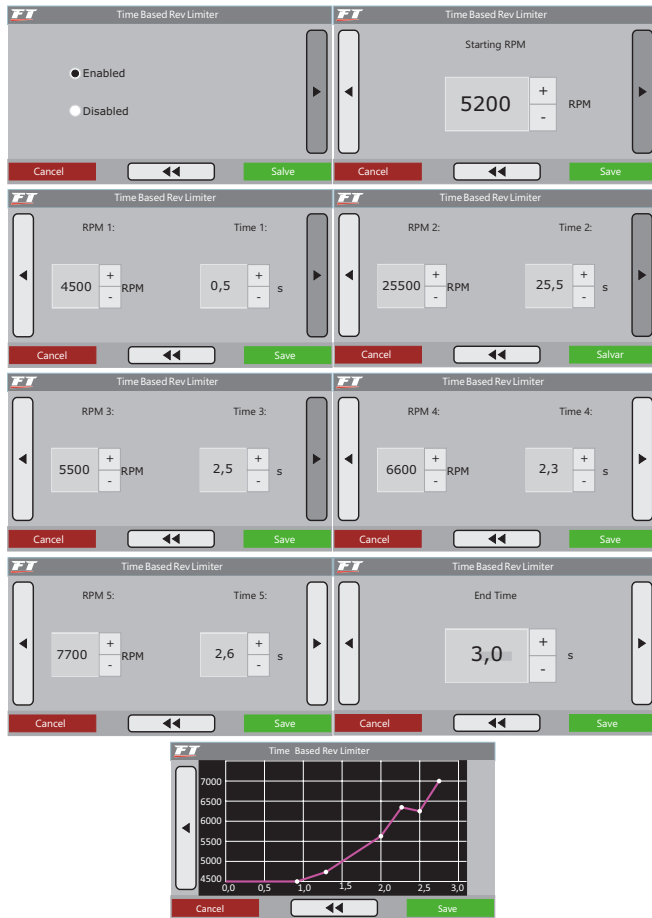 FT Time Based Rev Limiter
Enabled
Disabled
Cancel Salve
FT Time Based Rev Limiter
Starting RPM
5200 + - RPM
Cancel Save
FT Time Based Rev Limiter
RPM 1: Time 1:
4500 + - RPM 0,5 + - s
Cancel Save
FT Time Based Rev Limiter
RPM 2: Time 2:
25500 + - RPM 25,5 + - s
Cancel Salvar
FT Time Based Rev Limiter
RPM 3: Time 3:
5500 + - RPM 2,5 + - s
Cancel Save
FT Time Based Rev Limiter
RPM 4: Time 4:
6600 + - RPM 2,3 + - s
Cancel Save
FT Time Based Rev Limiter
RPM 5: Time 5:
7700 + - RPM 2,6 + - s
Cancel Save
FT Time Based Rev Limiter
End Time
3,0 + - s
Cancel Save
FT Time Based Rev Limiter
7000
6500
6000
5500
5000
4500
0,0 0,5 1,0 1,5 2,0 2,5 3,0
Cancel Save